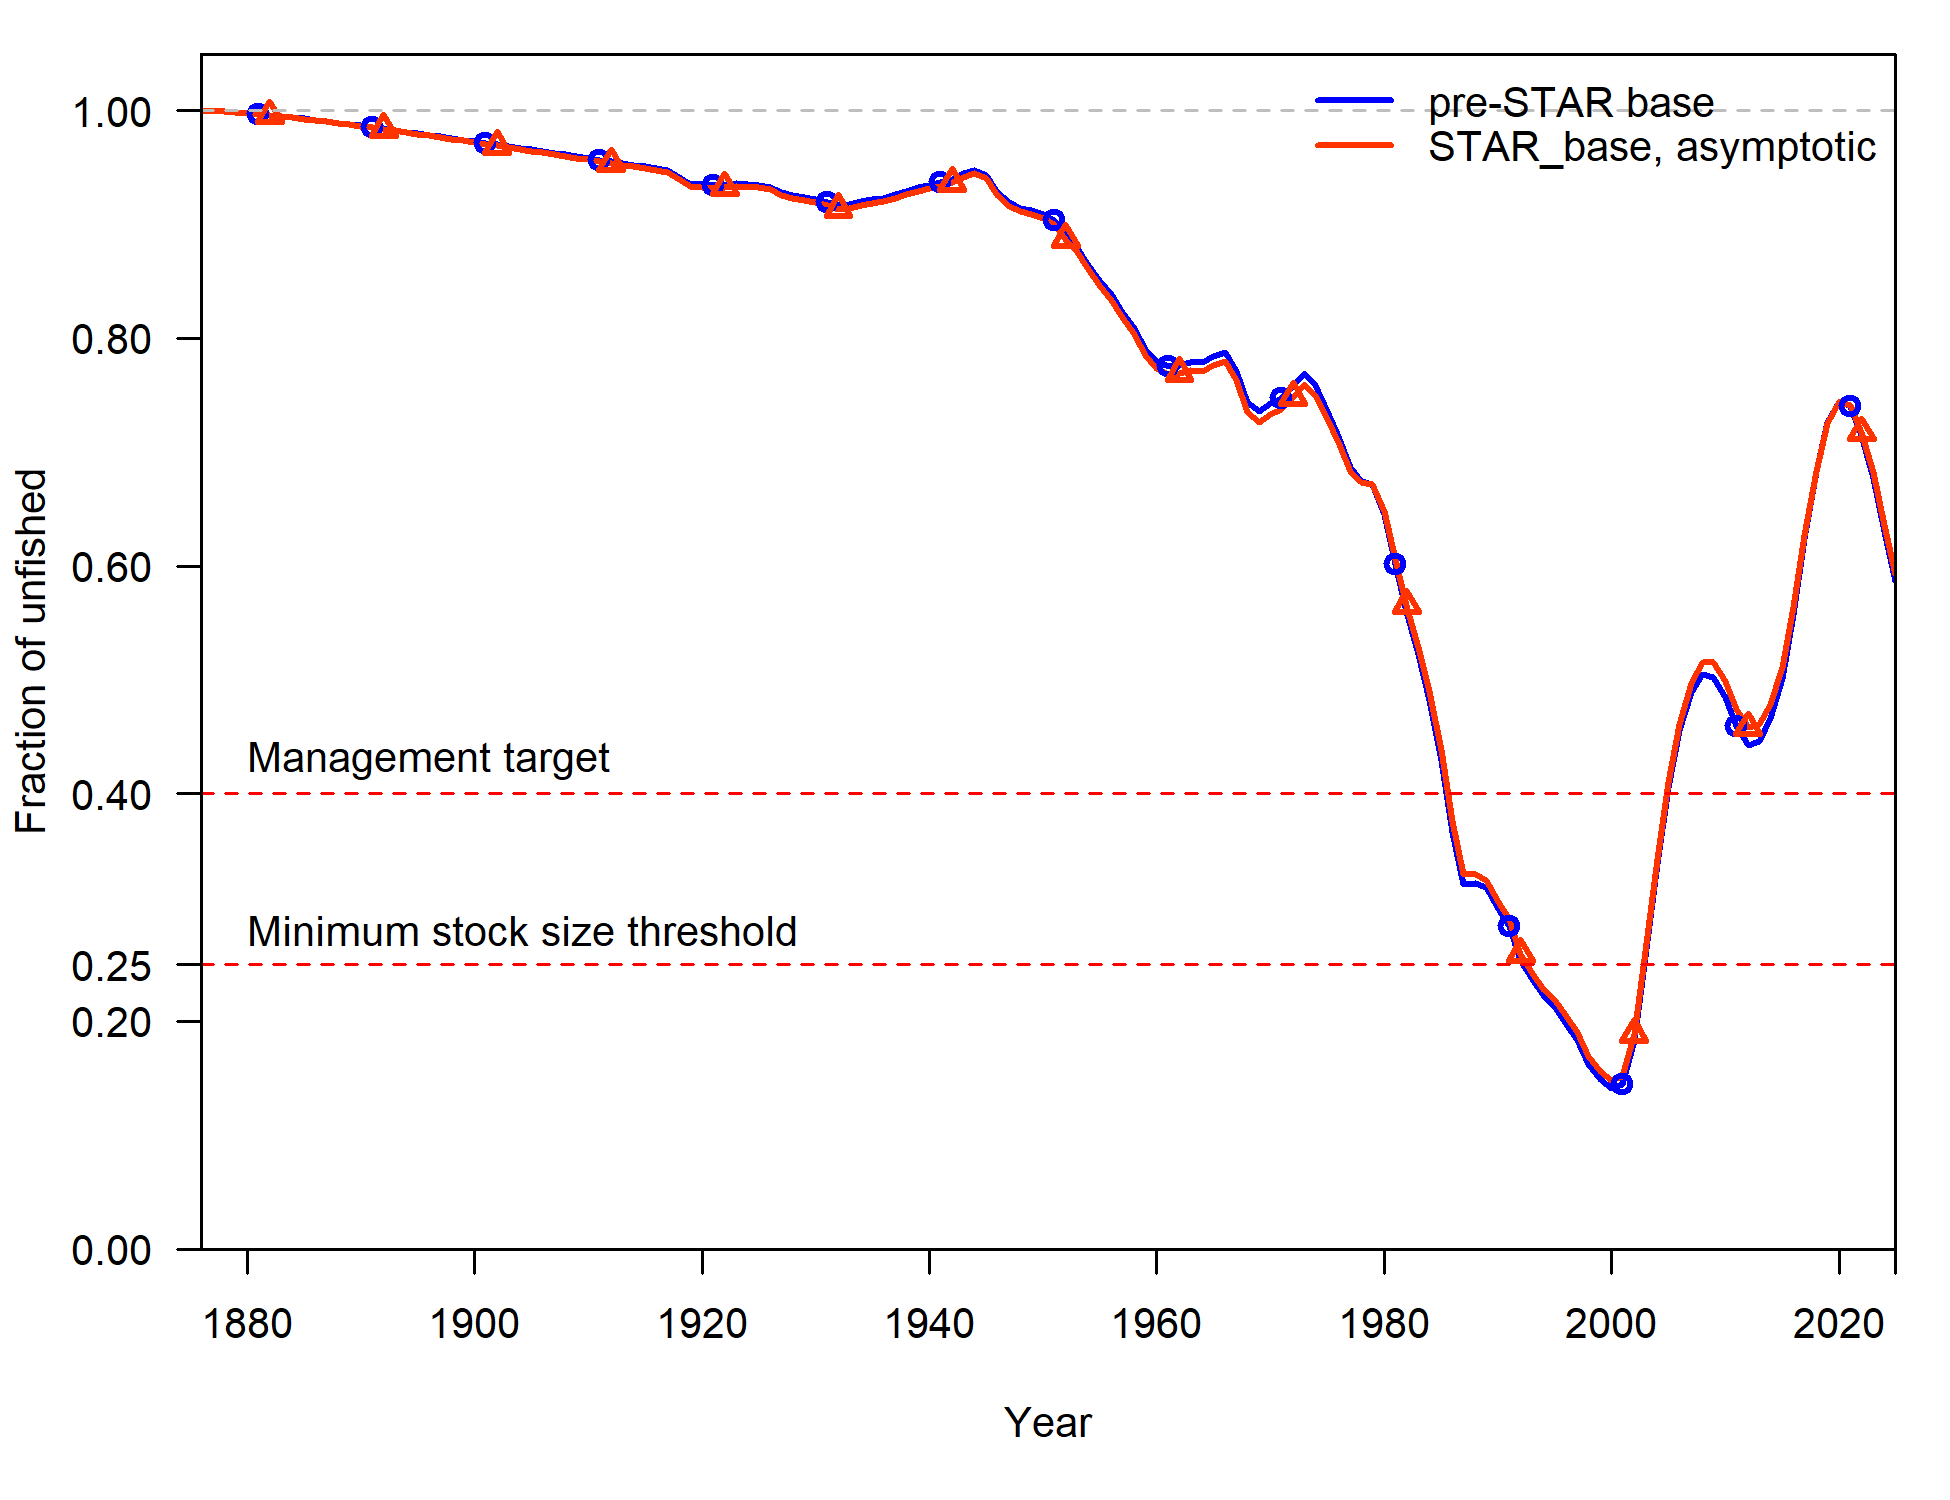 pre-STAR base
STAR_base, asymptotic
1.00
0.80
0.60
0.40
0.25
0.20
0.00
Fraction of unfished
Management target
Minimum stock size threshold
1880 1900 1920 1940 1960 1980 2000 2020
Year